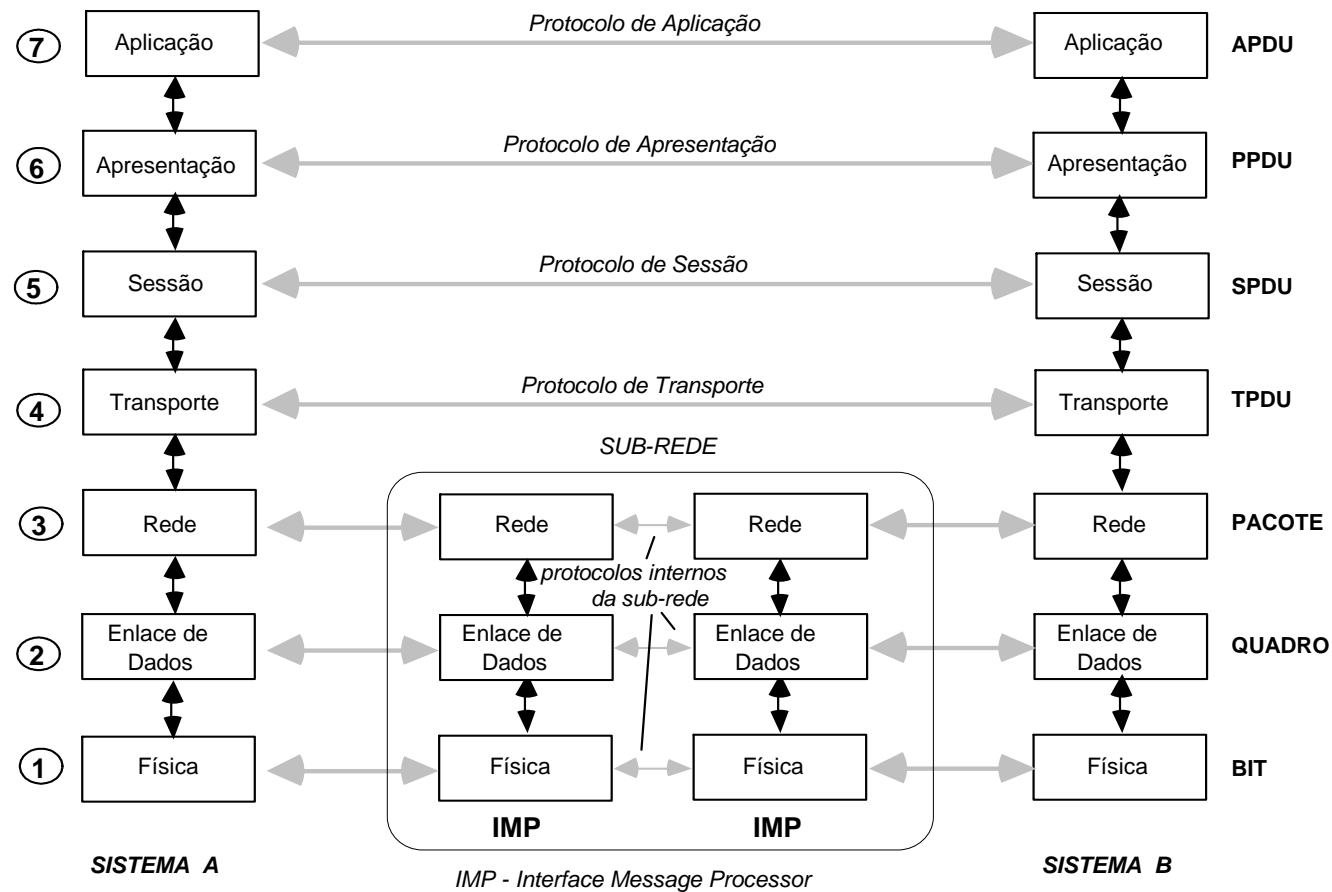 Protocolo de Aplicação
7
Aplicação
Aplicação
APDU
Protocolo de Apresentação
6
Apresentação
Apresentação
PPDU
Protocolo de Sessão
5
Sessão
Sessão
SPDU
Protocolo de Transporte
4
Transporte
Transporte
TPDU
SUB-REDE
3
Rede
Rede
Rede
Rede
PACOTE
protocolos internos
da sub-rede
2
Enlace de
Dados
Enlace de
Dados
Enlace de
Dados
Enlace de
Dados
QUADRO
1
Física
Física
Física
Física
BIT
IMP
IMP
SISTEMA A
SISTEMA B
IMP - Interface Message Processor